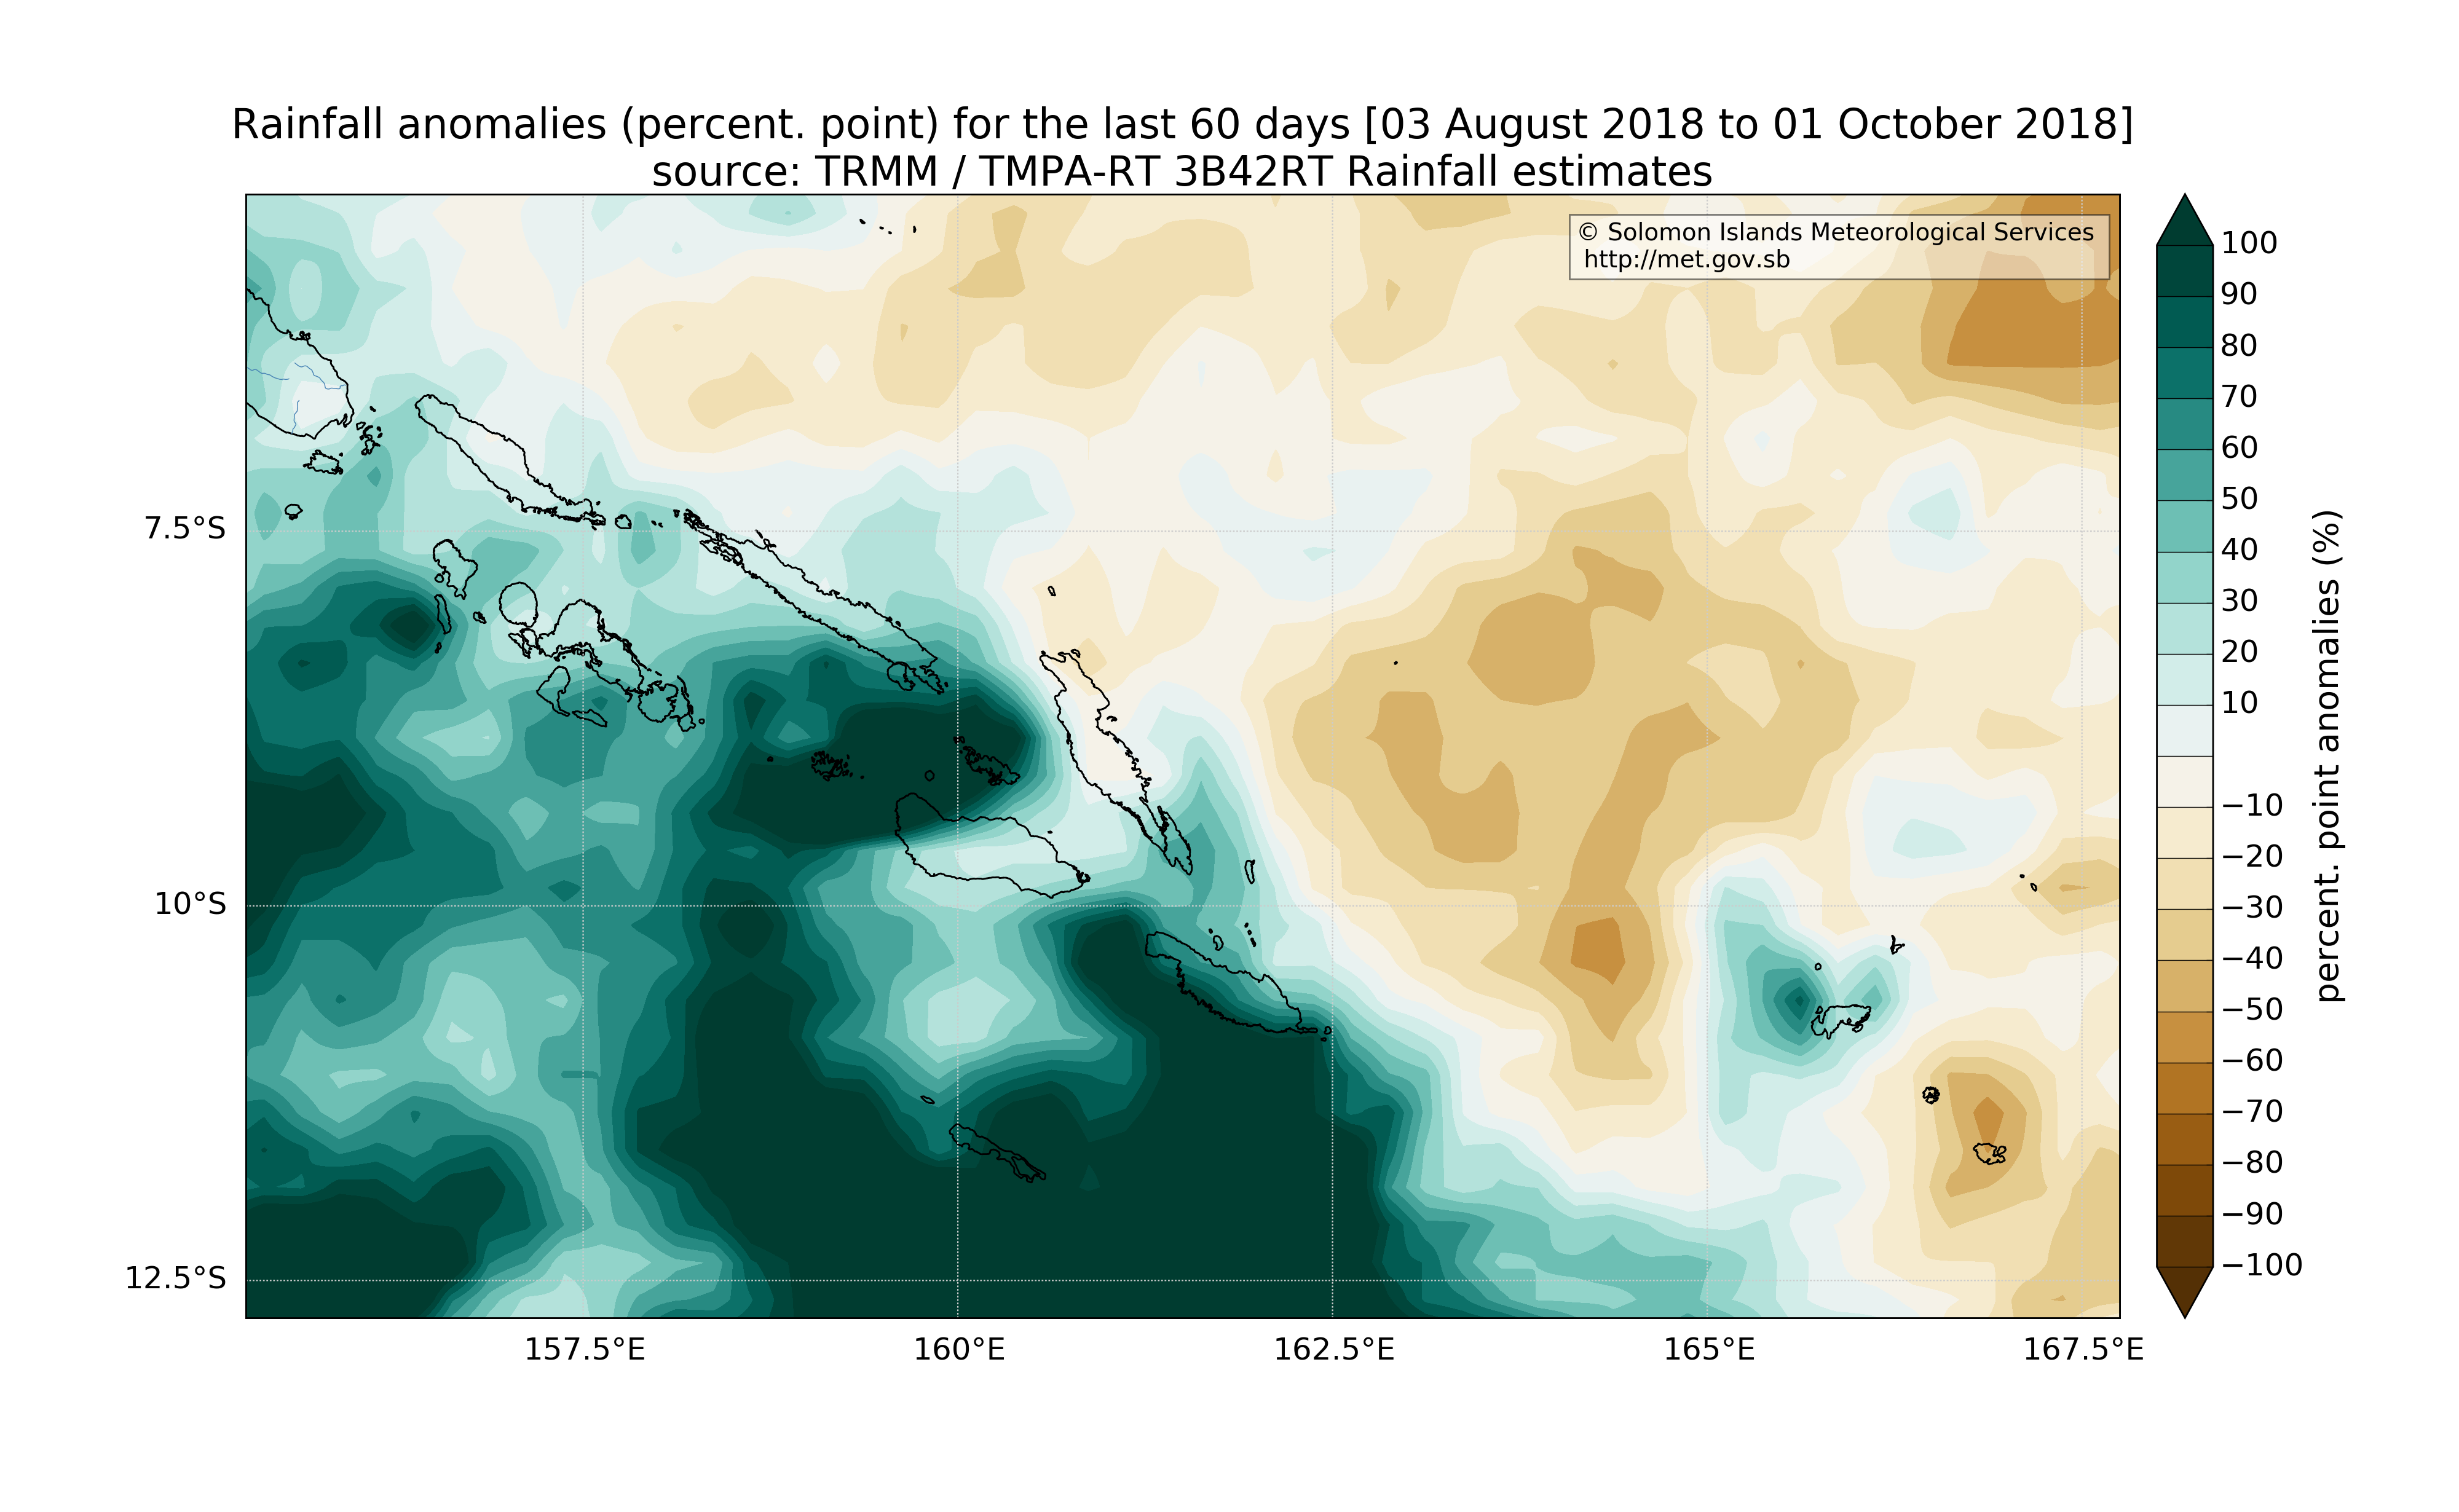 Rainfall anomalies (percent. point) for the last 60 days [03 August 2018 to 01 October 2018]
source: TRMM / TMPA-RT 3B42RT Rainfall estimates
© Solomon Islands Meteorological Services
http://met.gov.sb
7.5°S
10°S
12.5°S
157.5°E
160°E
162.5°E
165°E
167.5°E
100
90
80
70
60
50
40
30
20
10
−10
−20
−30
−40
−50
−60
−70
−80
−90
−100
percent. point anomalies (%)